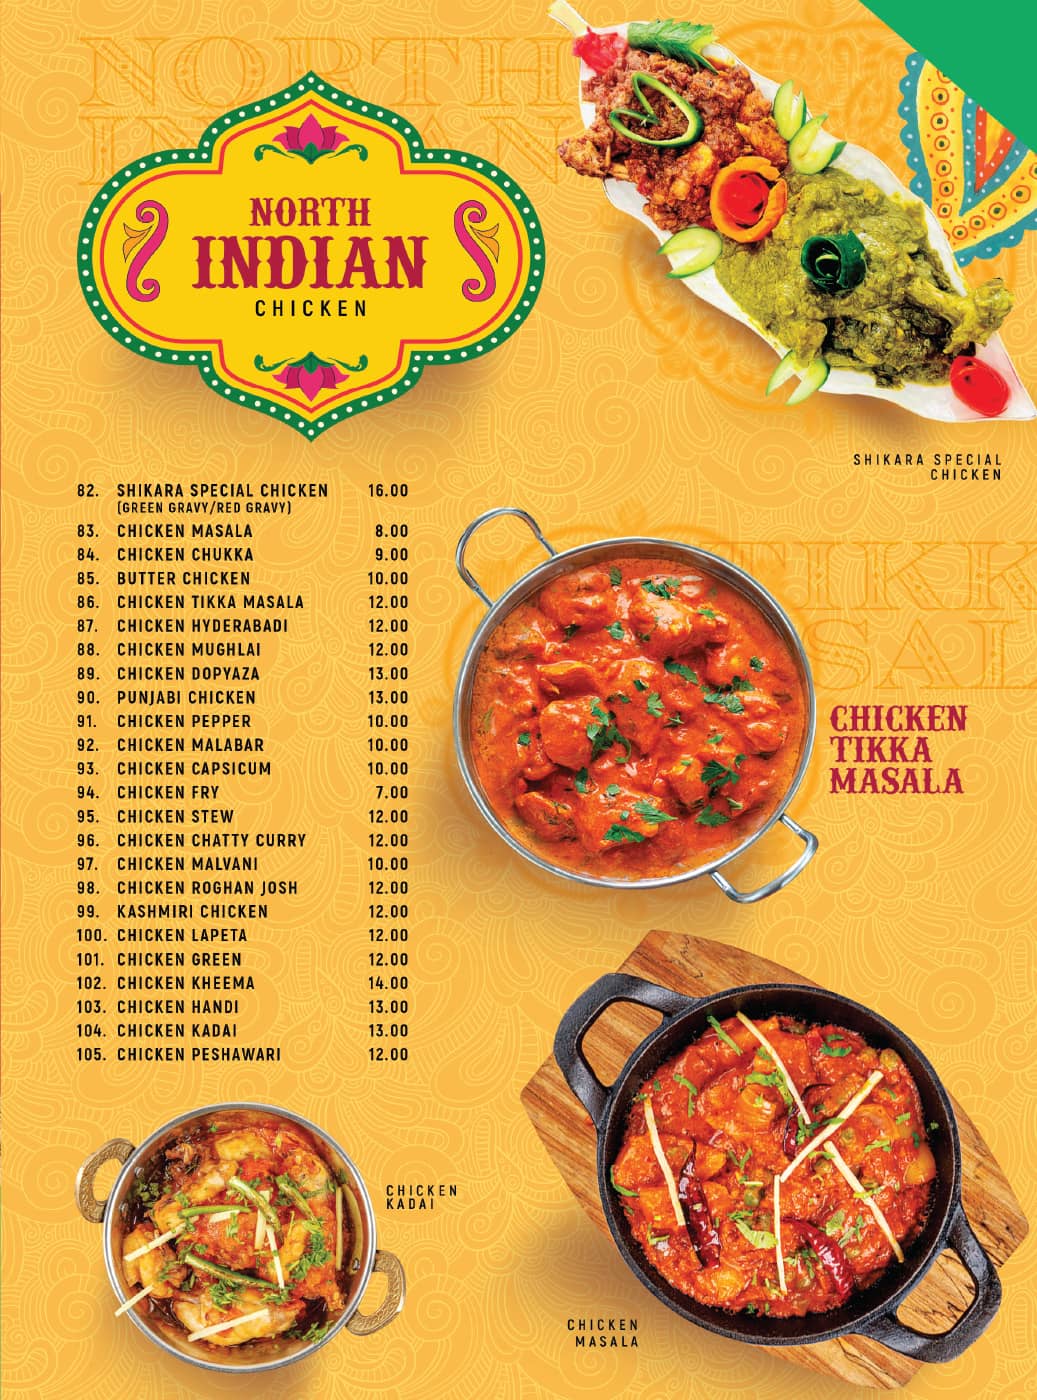 NORTH
INDIAN
NORTH
INDIAN
CHICKEN
SHIKARA SPECIAL
CHICKEN
82. SHIKARA SPECIAL CHICKEN 16.00
(GREEN GRAVY/RED GRAVY)
83. CHICKEN MASALA 8.00
84. CHICKEN CHUKKA 9.00
85. BUTTER CHICKEN 10.00
86. CHICKEN TIKKA MASALA 12.00
87. CHICKEN HYDERABADI 12.00
88. CHICKEN MUGHLAI 12.00
89. CHICKEN DOPYAZA 13.00
90. PUNJABI CHICKEN 13.00
91. CHICKEN PEPPER 10.00
92. CHICKEN MALABAR 10.00
93. CHICKEN CAPSICUM 10.00
94. CHICKEN FRY 7.00
95. CHICKEN STEW 12.00
96. CHICKEN CHATTY CURRY 12.00
97. CHICKEN MALVANI 10.00
98. CHICKEN ROGHAN JOSH 12.00
99. KASHMIRI CHICKEN 12.00
100. CHICKEN LAPETA 12.00
101. CHICKEN GREEN 12.00
102. CHICKEN KHEEMA 14.00
103. CHICKEN HANDI 13.00
104. CHICKEN KADAI 13.00
105. CHICKEN PESHAWARI 12.00
TIKK
SAL
CHICKEN
TIKKA
MASALA
CHICKEN
KADAI
CHICKEN
MASALA